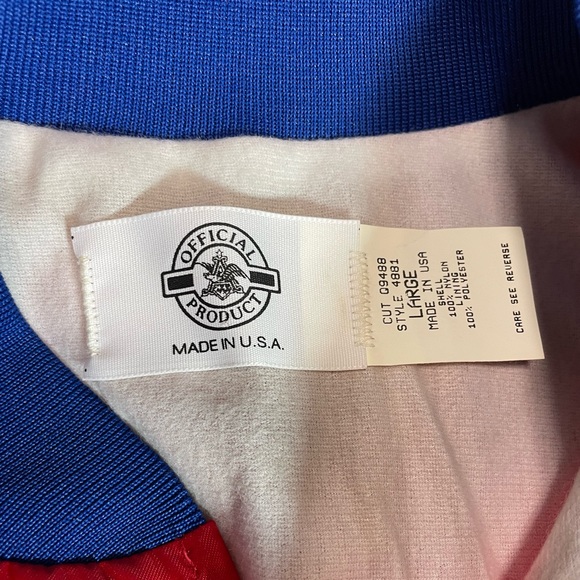 OFFICIAL
PRODUCT
MADE IN U.S.A.
CUT Q9488
STYLE 4881
LARGE
MADE IN USA
SHELL
100% NYLON
LINING
100% POLYESTER
CARE SEE REVERSE